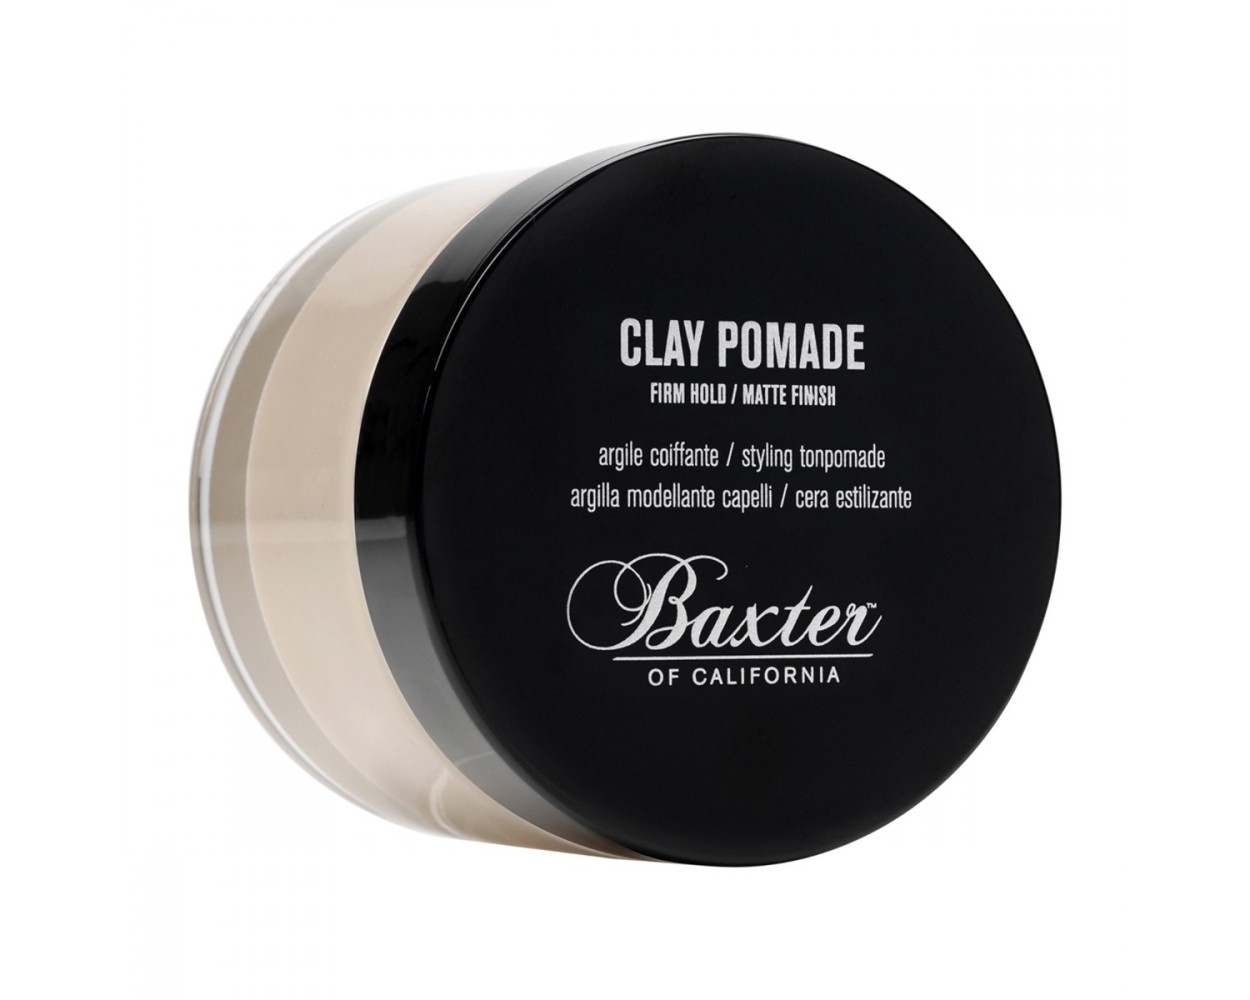 CLAY POMADE
FIRM HOLD / MATTE FINISH
argile coiffante / styling tonpomade
argilla modellante capelli / cera estilizante
Baxter™
OF CALIFORNIA